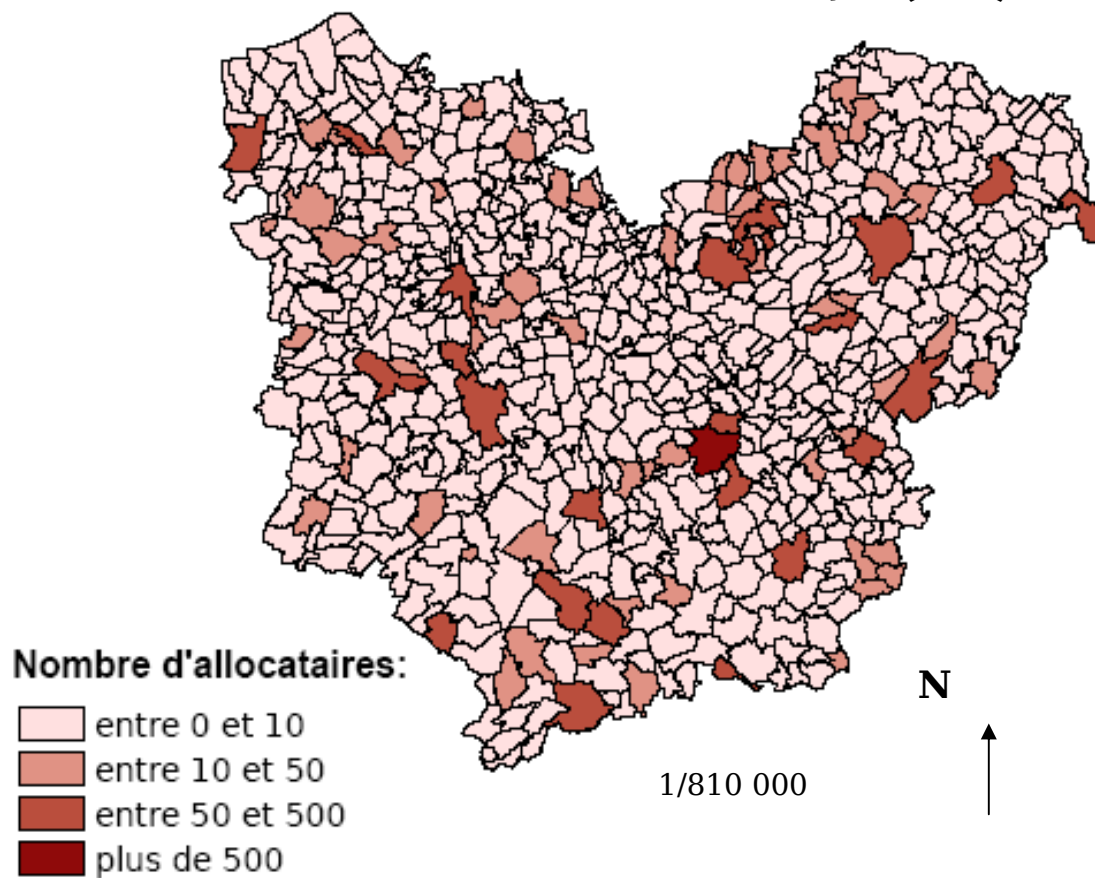 N
Nombre d'allocataires:
entre 0 et 10
entre 10 et 50
1/810 000
entre 50 et 500
plus de 500